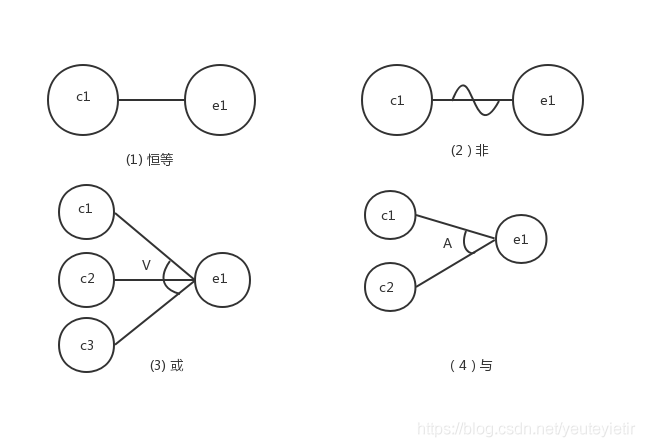 c1
e1
c1
e1
(1) 恒等
(2 ) 非
c1
c2
c3
V
e1
c1
c2
A
e1
(3) 或
( 4 ) 与
https://blog.csdn.net/yeuteyietir